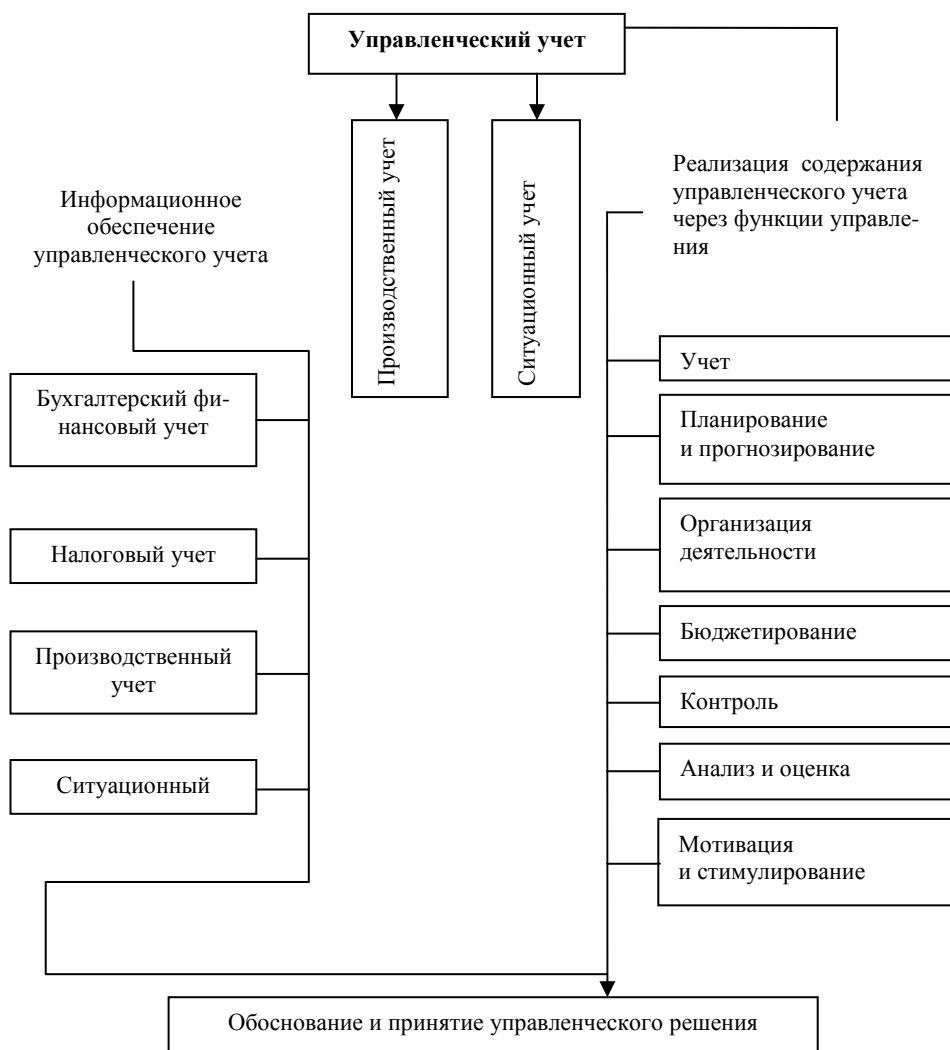 Управленческий учет
Производственный учет
Ситуационный учет
Реализация содержания
управленческого учета
через функции управле-
ния
Информационное
обеспечение
управленческого учета
Бухгалтерский фи-
нансовый учет
Налоговый учет
Производственный
учет
Ситуационный
Учет
Планирование
и прогнозирование
Организация
деятельности
Бюджетирование
Контроль
Анализ и оценка
Мотивация
и стимулирование
Обоснование и принятие управленческого решения